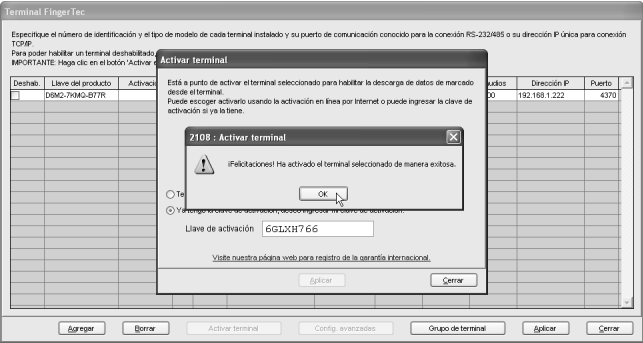 Terminal FingerTec
Especifique el número de identificación y el tipo de modelo de cada terminal instalado y su puerto de comunicación conocido para la conexión RS-232/485 o su dirección IP única para conexión
TCP/IP.
Para poder habilitar un terminal deshabilitado,
IMPORTANTE: Haga clic en el botón 'Activar
Activar terminal
Está a punto de activar el terminal seleccionado para habilitar la descarga de datos de marcado
desde el terminal.
Puede escoger activarlo usando la activación en línea por Internet o puede ingresar la clave de
activación si ya la tiene.
Deshab. Llave del producto Dirección IP Puerto
D6M2-7KMQ-B77R 192.168.1.222 4370
2108 : Activar terminal
¡Felicitaciones! Ha activado el terminal seleccionado de manera exitosa.
OK
Llave de activación 6GLXH766
Visite nuestra página web para registro de la garantía internacional.
Aplicar Cerrar
Agregar Borrar Activar terminal Config. avanzadas Grupo de terminal Aplicar Cerrar